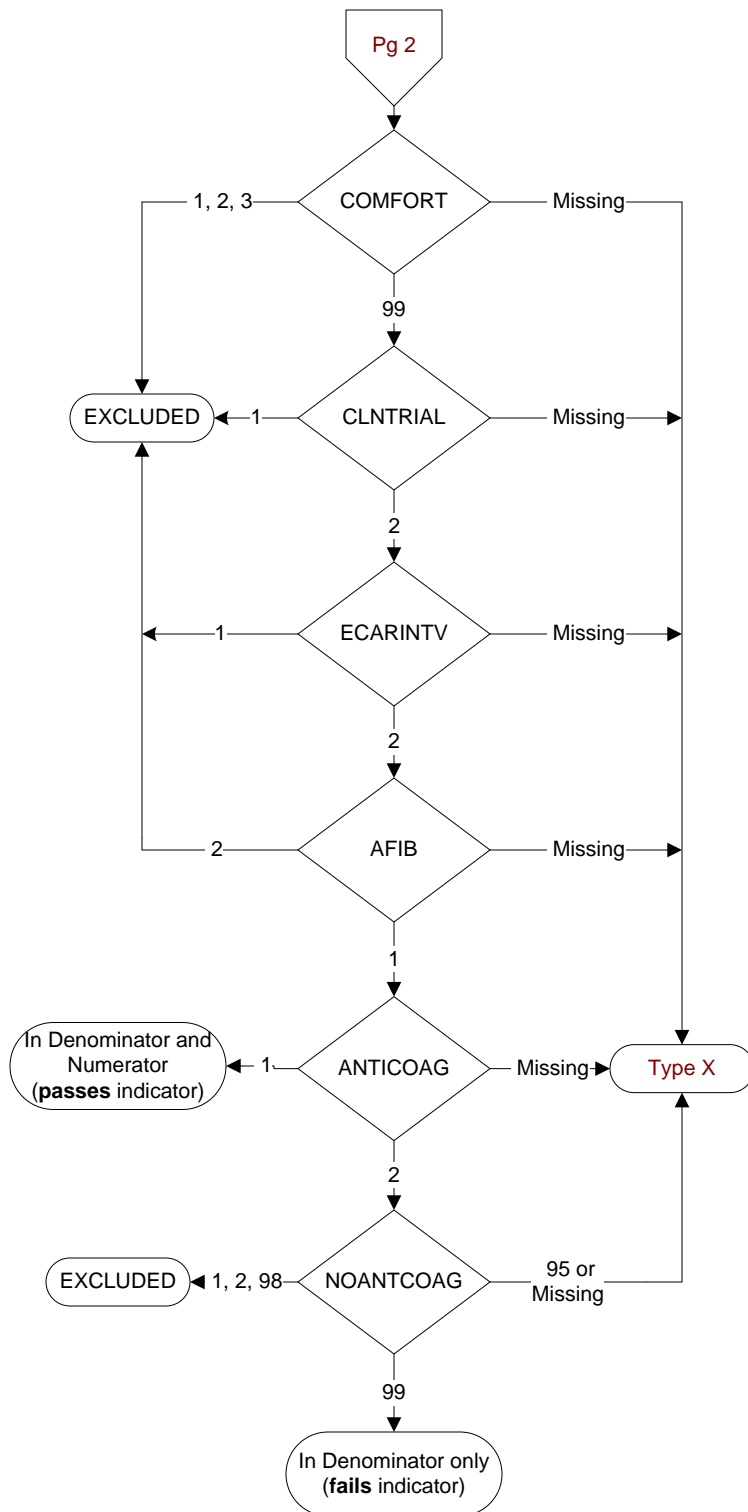 Pg 2
COMFORT
1, 2, 3
Missing
99
EXCLUDED
1
CLNTRIAL
Missing
2
1
ECARINTV
Missing
2
2
AFIB
Missing
1
In Denominator and
Numerator
(passes indicator)
1
ANTICOAG
Missing
Type X
2
EXCLUDED
1, 2, 98
NOANTCOAG
95 or
Missing
99
In Denominator only
(fails indicator)